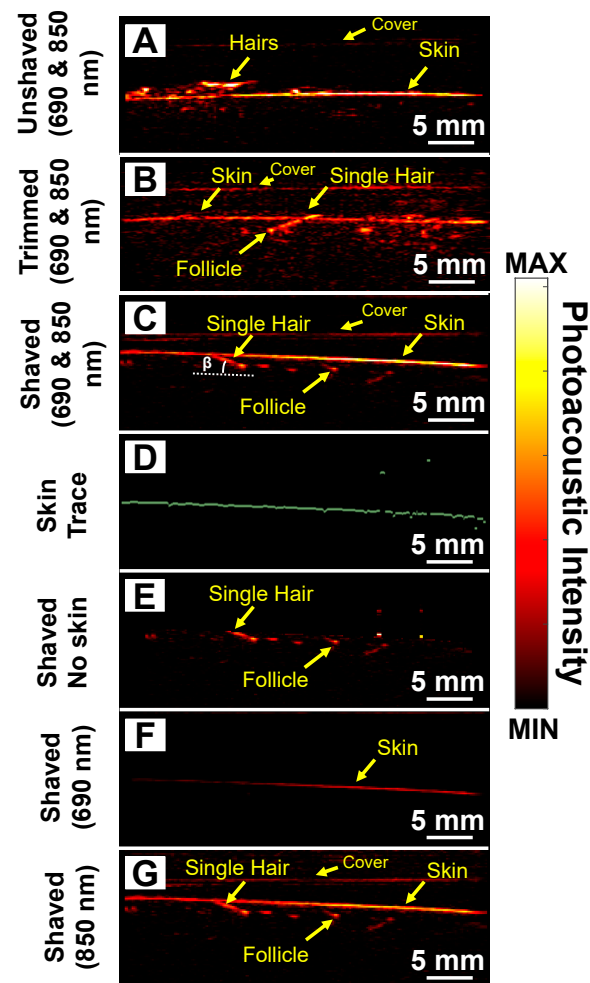 Unshaved
(690 & 850
nm)
A
Hairs
Cover
Skin
5 mm
Trimmed
(690 & 850
nm)
B
Skin
Cover
Single Hair
Follicle
5 mm
Shaved
(690 & 850
nm)
C
Single Hair
Cover
Skin
β
Follicle
5 mm
Skin
Trace
D
5 mm
Shaved
No skin
E
Single Hair
Follicle
5 mm
Shaved
(690 nm)
F
Skin
5 mm
Shaved
(850 nm)
G
Single Hair
Cover
Skin
Follicle
5 mm
MAX
Photoacoustic Intensity
MIN